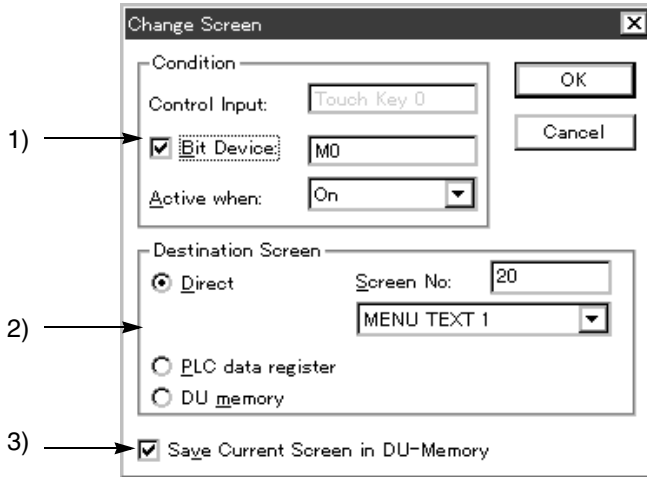 Change Screen
Condition
OK
Control Input: Touch Key 0
Cancel
1)
Bit Device: M0
Active when: On
Destination Screen
Direct Screen No: 20
MENU TEXT 1
2)
PLC data register
DU memory
3)
Save Current Screen in DU-Memory